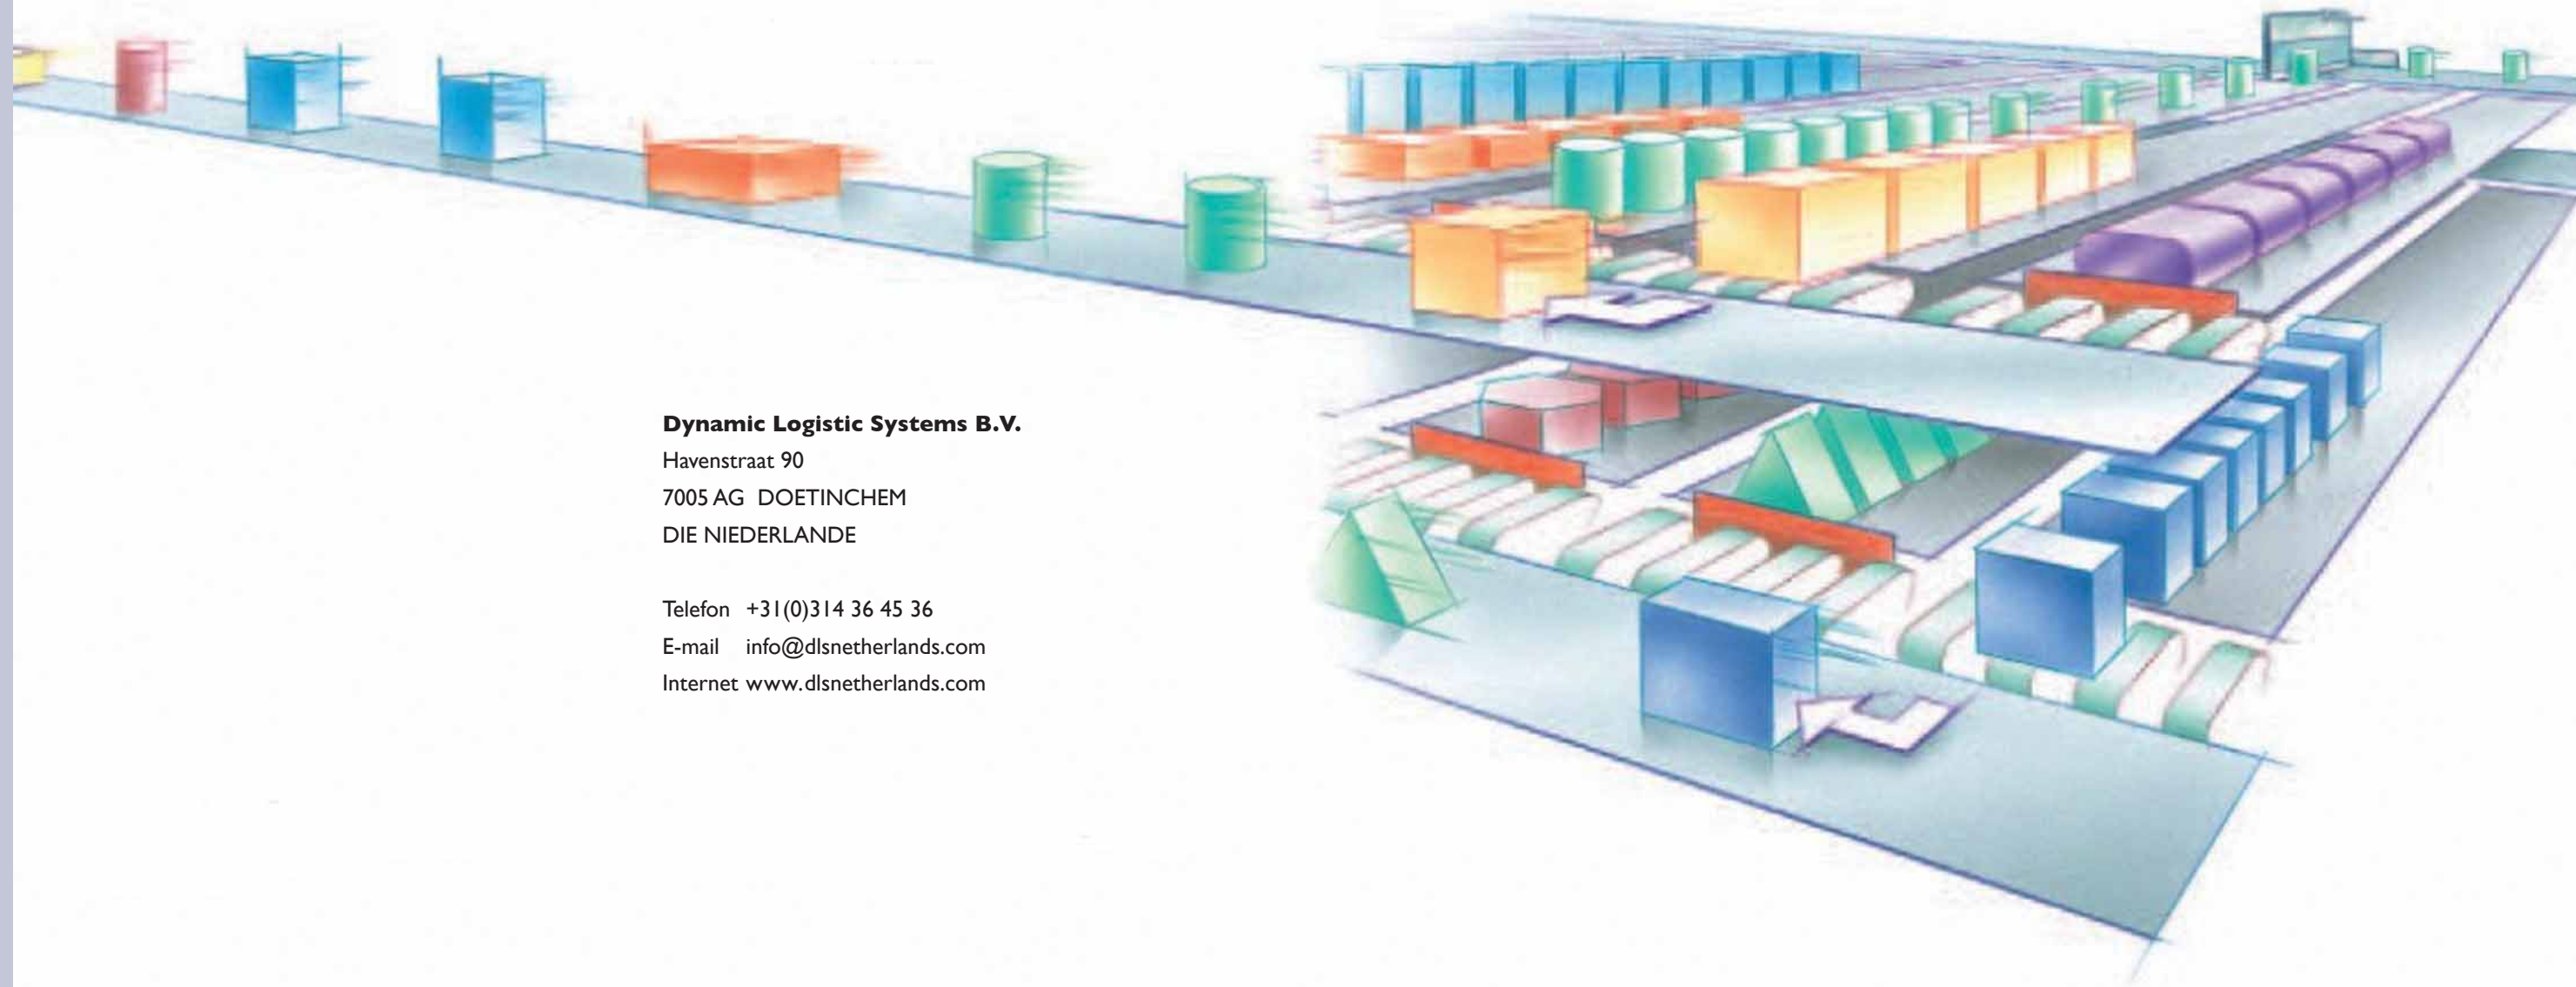 Dynamic Logistic Systems B.V.
Havenstraat 90
7005 AG DOETINCHEM
DIE NIEDERLANDE
Telefon +31(0)314 36 45 36
E-mail info@dlsnetherlands.com
Internet www.dlsnetherlands.com